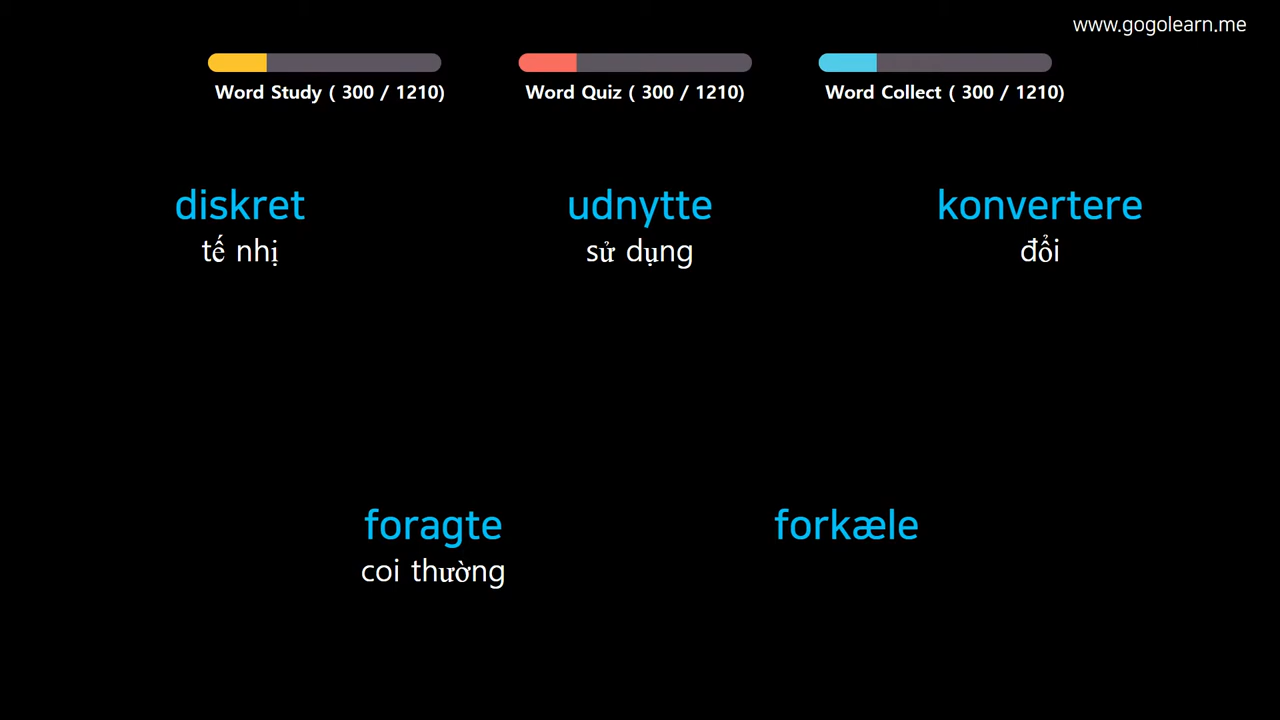 www.gogolearn.me
Word Study ( 300 / 1210)
Word Quiz ( 300 / 1210)
Word Collect ( 300 / 1210)
diskret
tế nhị
udnytte
sử dụng
konvertere
đổi
foragte
coi thường
forkæle